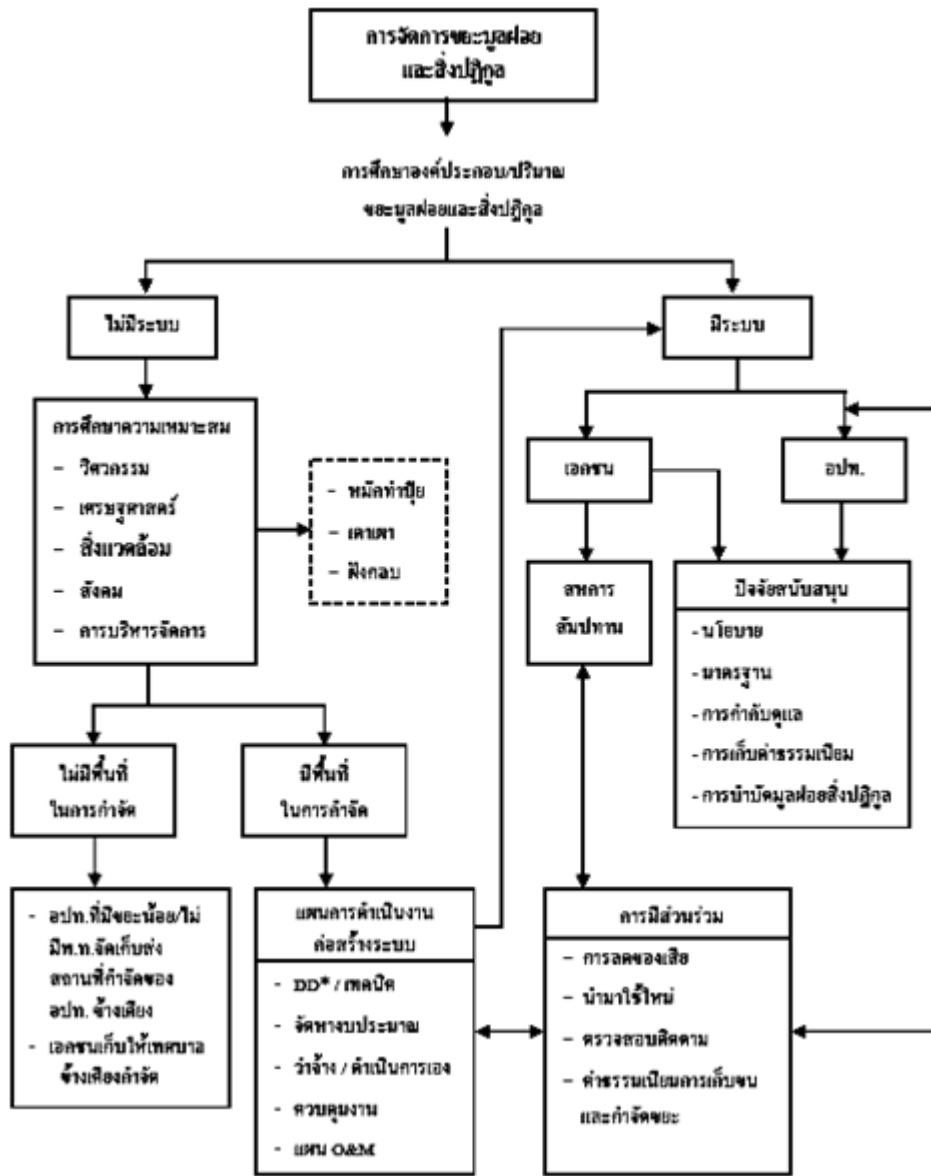 การจัดการขยะมูลฝอย
และสิ่งปฏิกูล
การศึกษาองค์ประกอบ/ปริมาณ
ขยะมูลฝอยและสิ่งปฏิกูล
ไม่มีระบบ
มีระบบ
การศึกษาความเหมาะสม
- วิศวกรรม
- เศรษฐศาสตร์
- สิ่งแวดล้อม
- สังคม
- การบริหารจัดการ
- หมักทำปุ๋ย
- เตาเผา
- ฝังกลบ
เอกชน
อปท.
สหการ
สัมปทาน
ปัจจัยสนับสนุน
- นโยบาย
- มาตรฐาน
- การกำกับดูแล
- การเก็บค่าธรรมเนียม
- การบำบัดมูลฝอยสิ่งปฏิกูล
ไม่มีพื้นที่
ในการกำจัด
มีพื้นที่
ในการกำจัด
- อปท.ที่มีขยะน้อย/ไม่
มีพ.ท.จัดเก็บส่ง
สถานที่กำจัดของ
อปท. ข้างเคียง
- เอกชนเก็บให้เทศบาล
ข้างเคียงกำจัด
แผนการดำเนินงาน
ก่อสร้างระบบ
- DD* / เทคนิค
- จัดหางบประมาณ
- ว่าจ้าง / ดำเนินการเอง
- ควบคุมงาน
- แผน O&M
การมีส่วนร่วม
- การลดของเสีย
- นำมาใช้ใหม่
- ตรวจสอบติดตาม
- ค่าธรรมเนียมการเก็บขน
และกำจัดขยะ